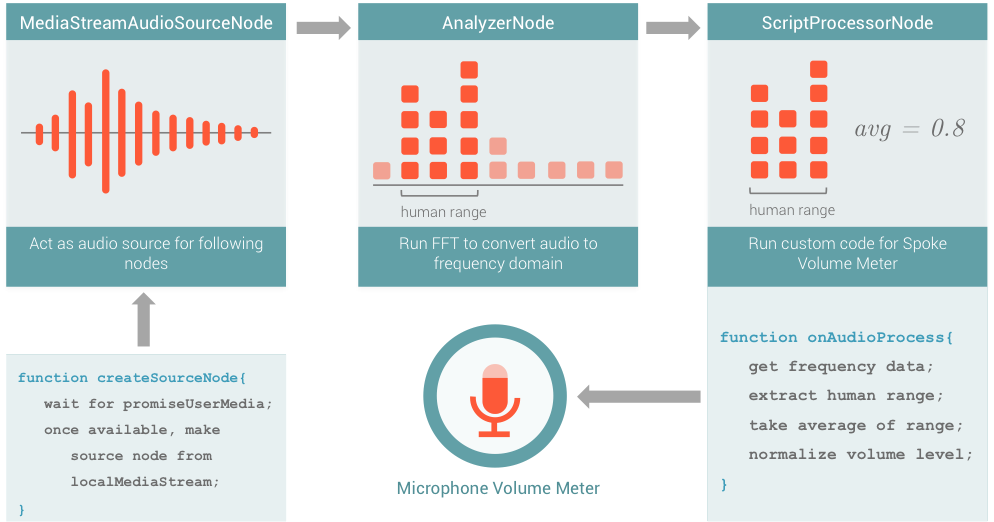 MediaStreamAudioSourceNode
Act as audio source for following
nodes
function createSourceNode{
wait for promiseUserMedia;
once available, make
source node from
localMediaStream;
}
AnalyzerNode
human range
Run FFT to convert audio to
frequency domain
ScriptProcessorNode
avg = 0.8
human range
Run custom code for Spoke
Volume Meter
function onAudioProcess{
get frequency data;
extract human range;
take average of range;
normalize volume level;
}
Microphone Volume Meter